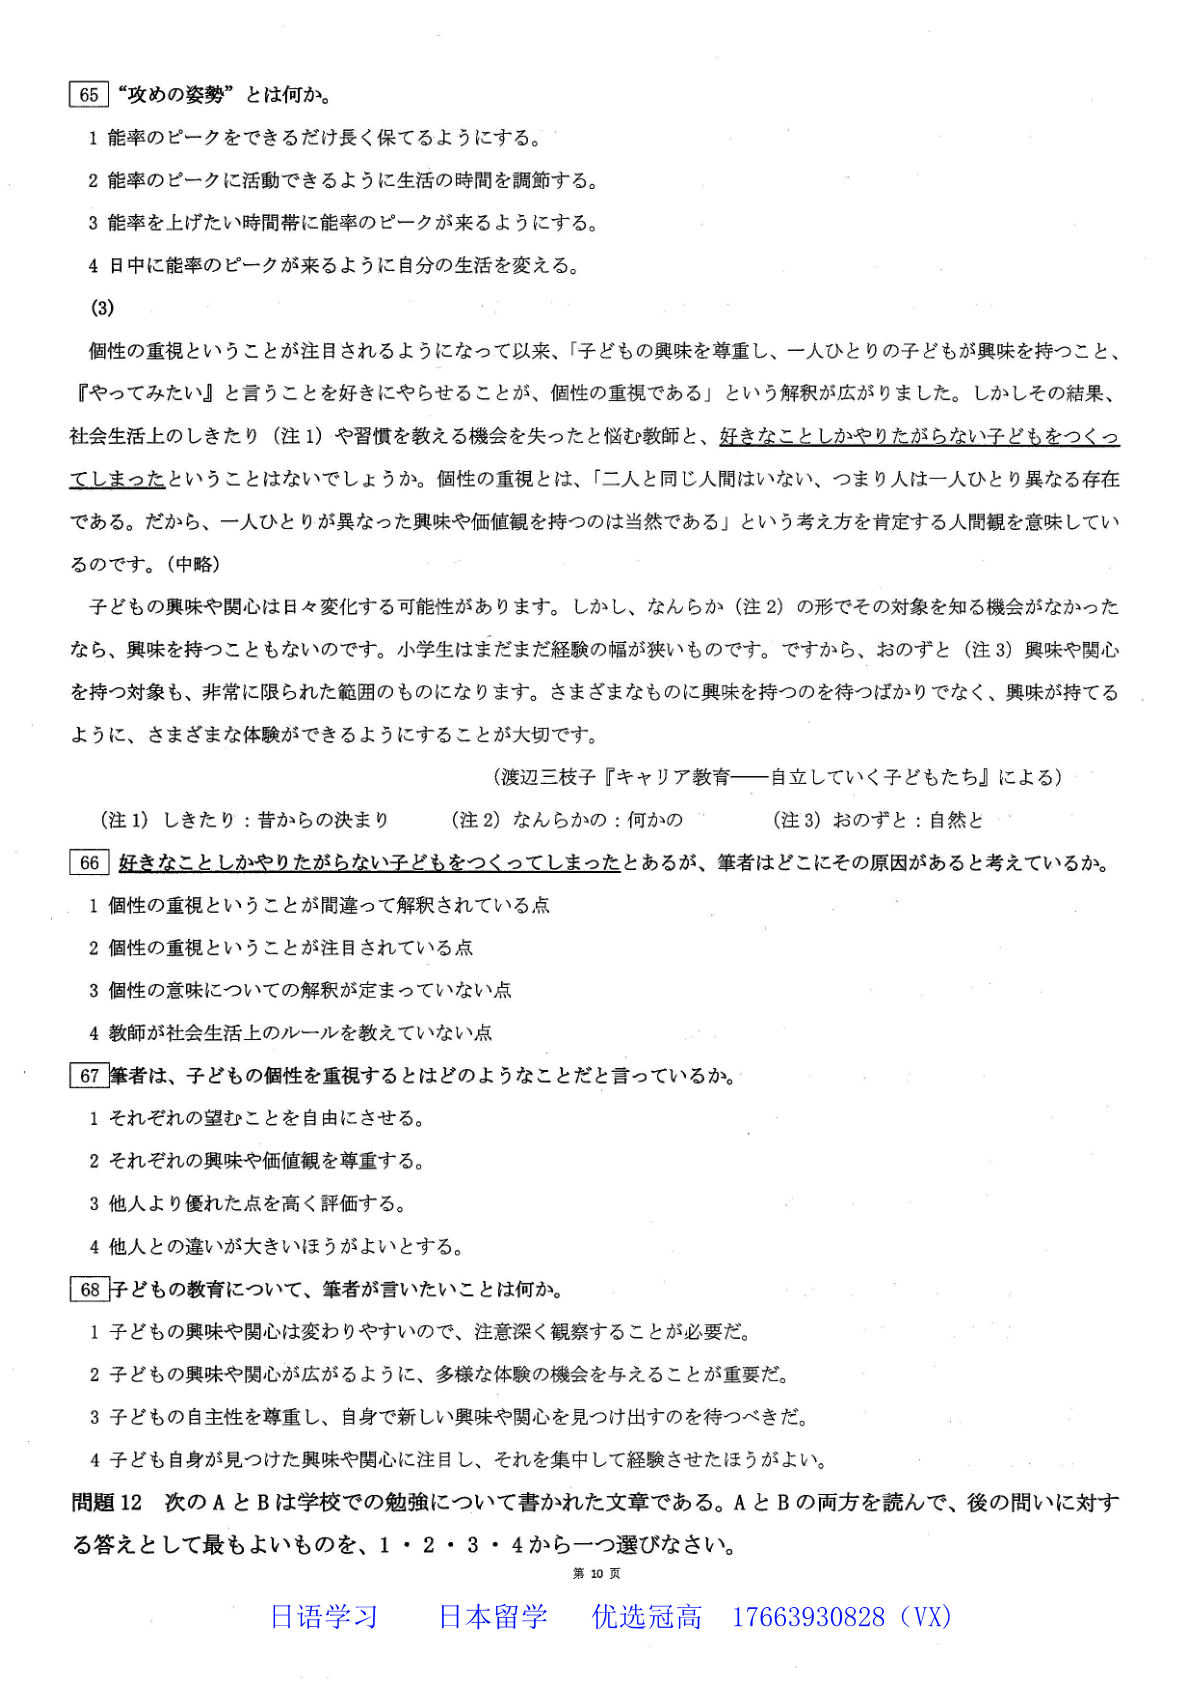 65 “攻めの姿勢” とは何か。
1 能率のピークをできるだけ長く保てるようにする。
2 能率のピークに活動できるように生活の時間を調節する。
3 能率を上げたい時間帯に能率のピークが来るようにする。
4 日中に能率のピークが来るように自分の生活を変える。
(3)
個性の重視ということが注目されるようになって以来、「子どもの興味を尊重し、一人ひとりの子どもが興味を持つこと、
『やってみたい』と言うことを好きにやらせることが、個性の重視である」という解釈が広がりました。しかしその結果、
社会生活上のしきたり（注1）や習慣を教える機会を失ったと悩む教師と、好きなことしかやりたがらない子どもをつくっ
てしまったということはないでしょうか。個性の重視とは、「二人と同じ人間はいない、つまり人は一人ひとり異なる存在
である。だから、一人ひとりが異なった興味や価値観を持つのは当然である」という考え方を肯定する人間観を意味してい
るのです。（中略）
子どもの興味や関心は日々変化する可能性があります。しかし、なんらか（注2）の形でその対象を知る機会がなかった
なら、興味を持つこともないのです。小学生はまだまだ経験の幅が狭いものです。ですから、おのずと（注3）興味や関心
を持つ対象も、非常に限られた範囲のものになります。さまざまなものに興味を持つのを待つばかりでなく、興味が持てる
ように、さまざまな体験ができるようにすることが大切です。
（渡辺三枝子『キャリア教育――自立していく子どもたち』による）
（注1）しきたり：昔からの決まり （注2）なんらかの：何かの （注3）おのずと：自然と
66 好きなことしかやりたがらない子どもをつくってしまったとあるが、筆者はどこにその原因があると考えているか。
1 個性の重視ということが間違って解釈されている点
2 個性の重視ということが注目されている点
3 個性の意味についての解釈が定まっていない点
4 教師が社会生活上のルールを教えていない点
67 筆者は、子どもの個性を重視するとはどのようなことだと言っているか。
1 それぞれの望むことを自由にさせる。
2 それぞれの興味や価値観を尊重する。
3 他人より優れた点を高く評価する。
4 他人との違いが大きいほうがよいとする。
68 子どもの教育について、筆者が言いたいことは何か。
1 子どもの興味や関心は変わりやすいので、注意深く観察することが必要だ。
2 子どもの興味や関心が広がるように、多様な体験の機会を与えることが重要だ。
3 子どもの自主性を尊重し、自身で新しい興味や関心を見つけ出すのを待つべきだ。
4 子ども自身が見つけた興味や関心に注目し、それを集中して経験させたほうがよい。
問題12 次のAとBは学校での勉強について書かれた文章である。AとBの両方を読んで、後の問いに対す
る答えとして最もよいものを、1・2・3・4から一つ選びなさい。
第 10 页
日语学习 日本留学 优选冠高 17663930828（VX)